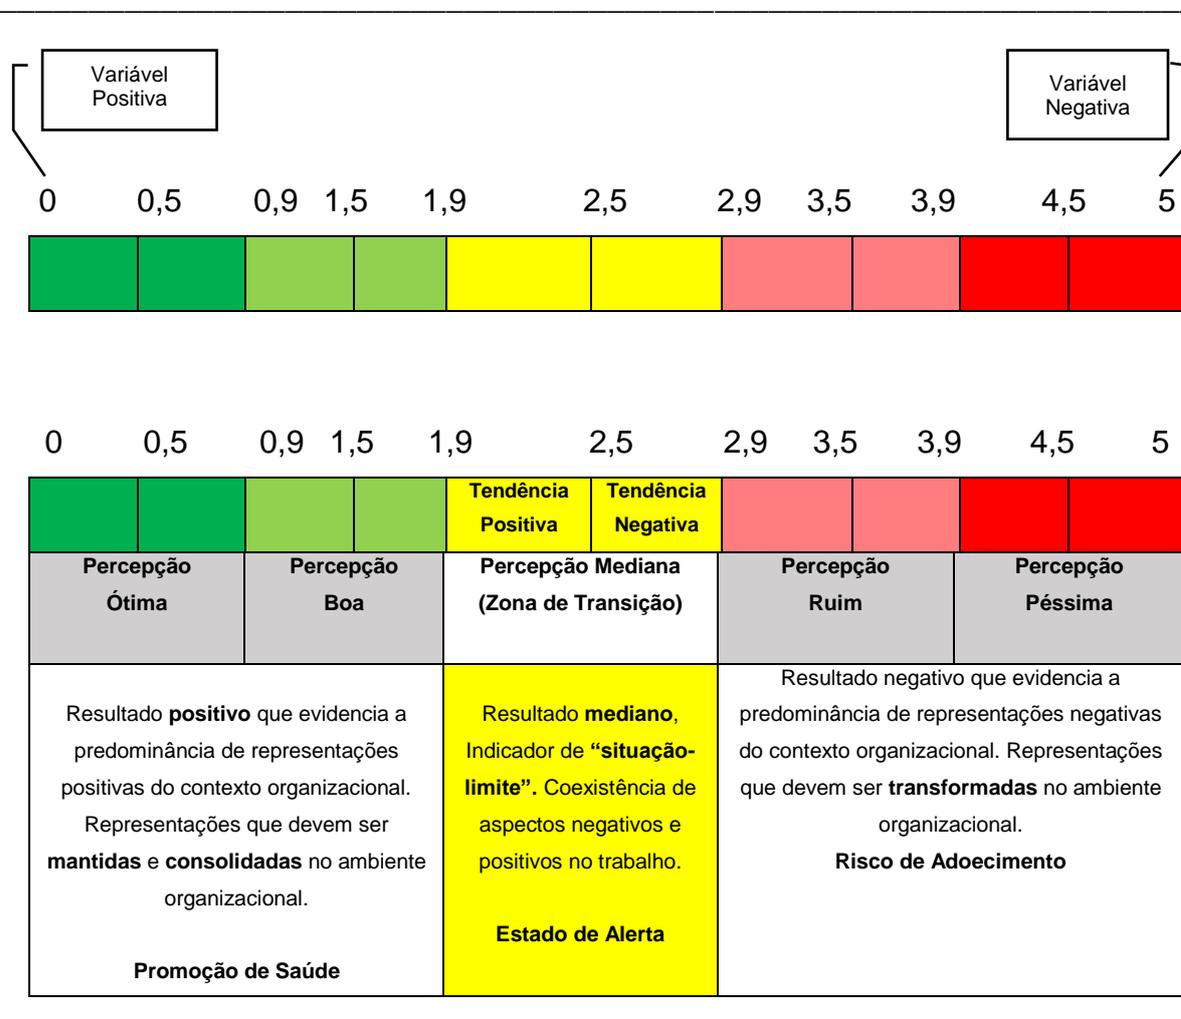 Variável
Positiva
Variável
Negativa
0 0,5 0,9 1,5 1,9 2,5 2,9 3,5 3,9 4,5 5
0 0,5 0,9 1,5 1,9 2,5 2,9 3,5 3,9 4,5 5
Tendência
Positiva
Tendência
Negativa
Percepção
Ótima
Percepção
Boa
Percepção Mediana
(Zona de Transição)
Percepção
Ruim
Percepção
Péssima
Resultado positivo que evidencia a
predominância de representações
positivas do contexto organizacional.
Representações que devem ser
mantidas e consolidadas no ambiente
organizacional.
Promoção de Saúde
Resultado mediano,
Indicador de “situação-
limite”. Coexistência de
aspectos negativos e
positivos no trabalho.
Estado de Alerta
Resultado negativo que evidencia a
predominância de representações negativas
do contexto organizacional. Representações
que devem ser transformadas no ambiente
organizacional.
Risco de Adoecimento